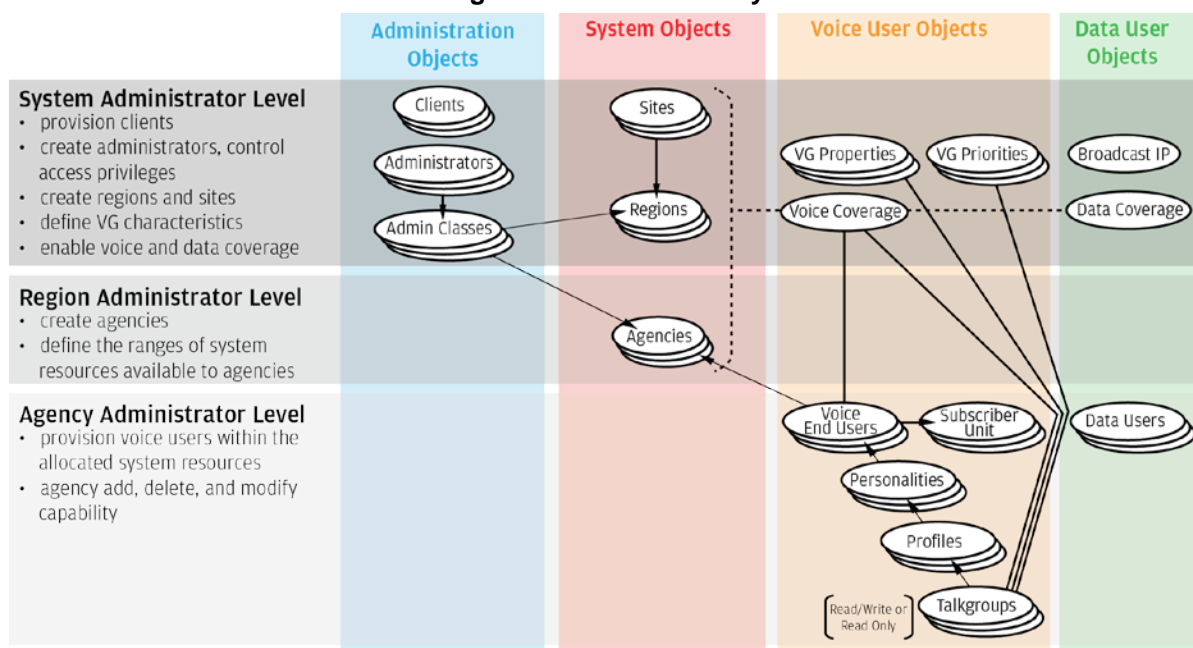 Administration
Objects
System Objects
Voice User Objects
Data User
Objects
System Administrator Level
• provision clients
• create administrators, control
access privileges
• create regions and sites
• define VG characteristics
• enable voice and data coverage
Clients
Administrators
Admin Classes
Sites
Regions
VG Properties
VG Priorities
Voice Coverage
Broadcast IP
Data Coverage
Region Administrator Level
• create agencies
• define the ranges of system
resources available to agencies
Agencies
Agency Administrator Level
• provision voice users within the
allocated system resources
• agency add, delete, and modify
capability
Voice
End Users
Subscriber
Unit
Data Users
Personalities
Profiles
Talkgroups
Read/Write or
Read Only